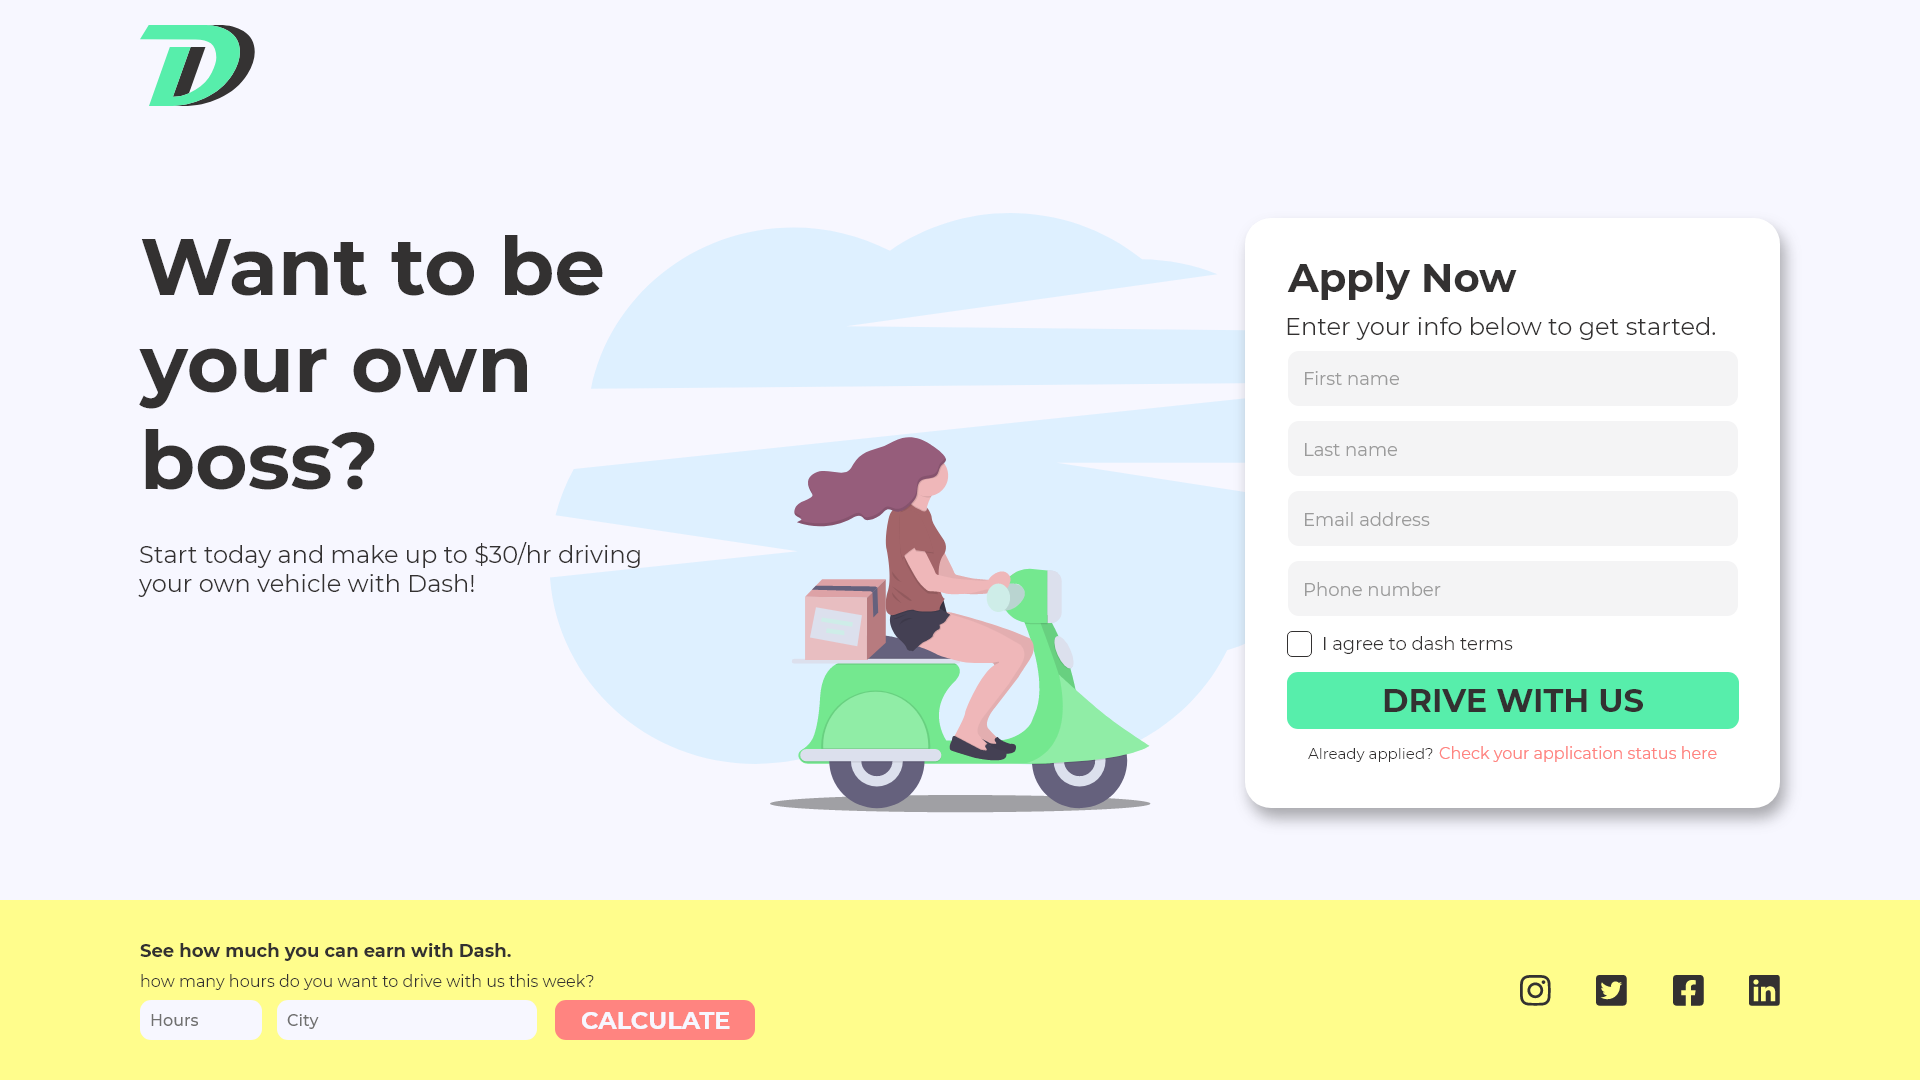 D
Want to be
your own
boss?
Start today and make up to $30/hr driving
your own vehicle with Dash!
Apply Now
Enter your info below to get started.
First name
Last name
Email address
Phone number
I agree to dash terms
DRIVE WITH US
Already applied? Check your application status here
See how much you can earn with Dash.
how many hours do you want to drive with us this week?
Hours City CALCULATE